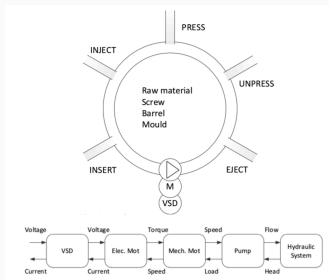 PRESS
INJECT
UNPRESS
Raw material
Screw
Barrel
Mould
INSERT
EJECT
M
VSD
Voltage
Voltage
Torque
Speed
Flow
VSD
Elec. Mot
Mech. Mot
Pump
Hydraulic
System
Current
Current
Speed
Load
Head